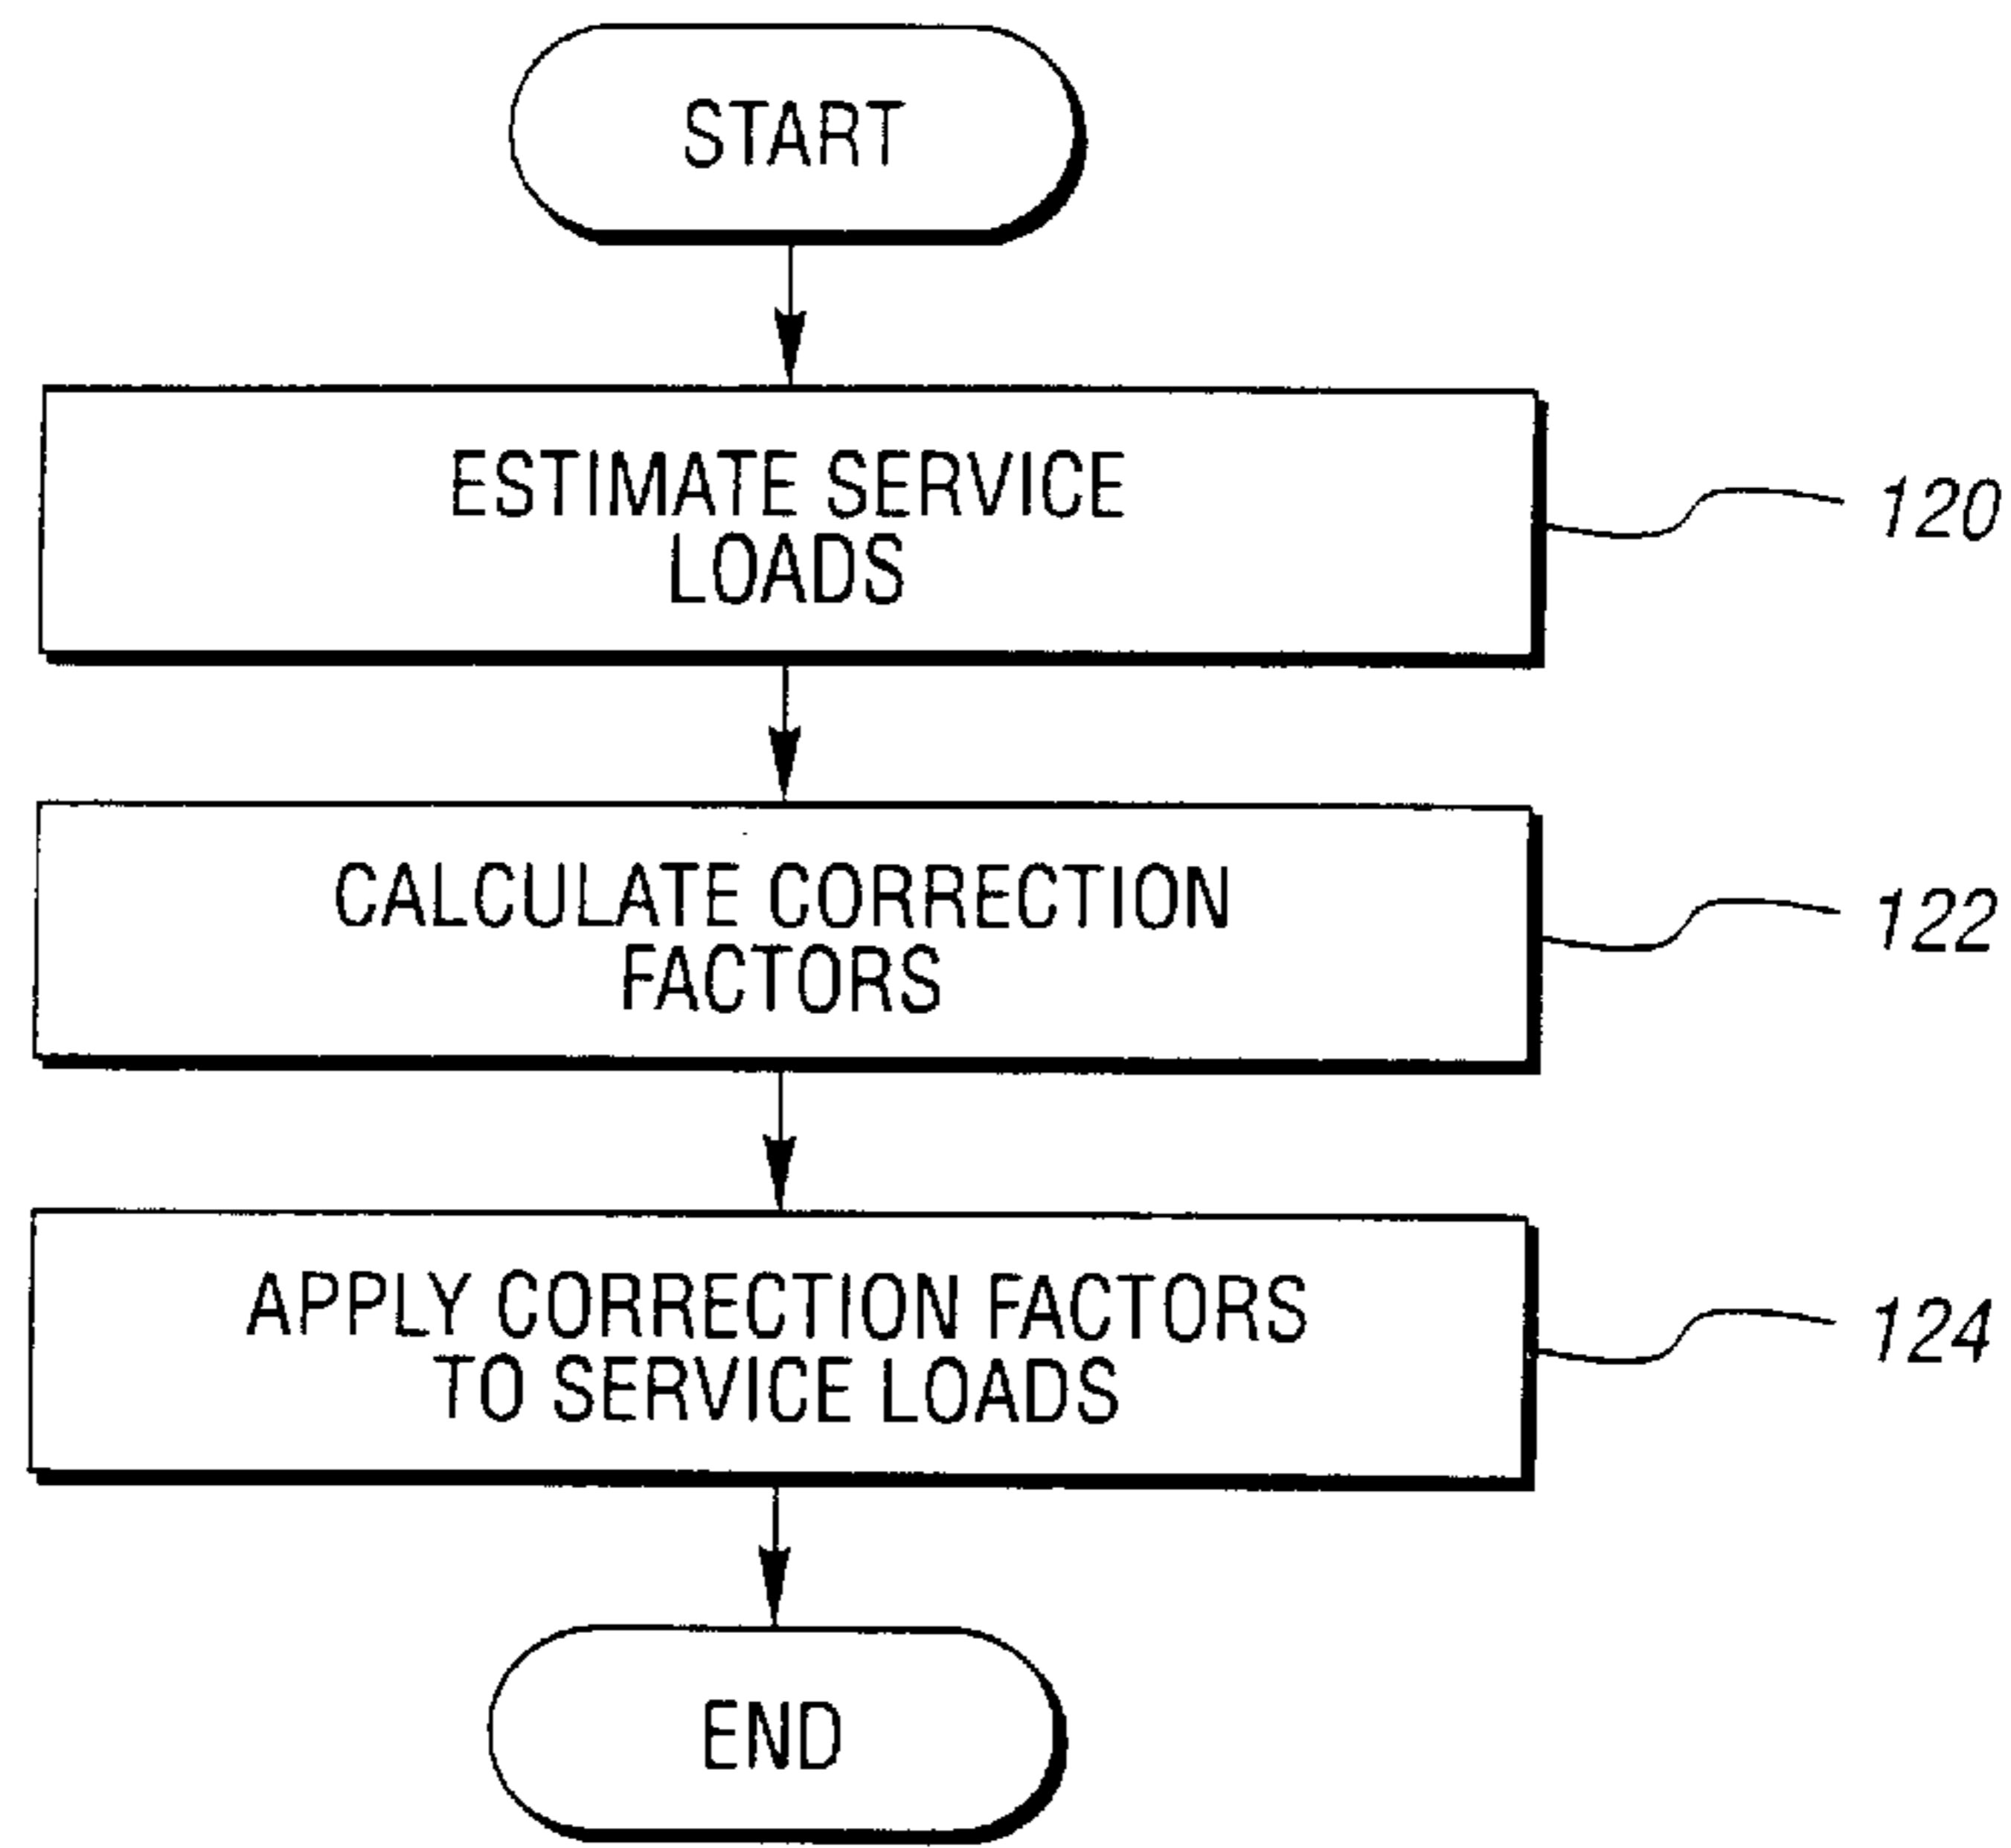 START
ESTIMATE SERVICE
LOADS
120
CALCULATE CORRECTION
FACTORS
122
APPLY CORRECTION FACTORS
TO SERVICE LOADS
124
END